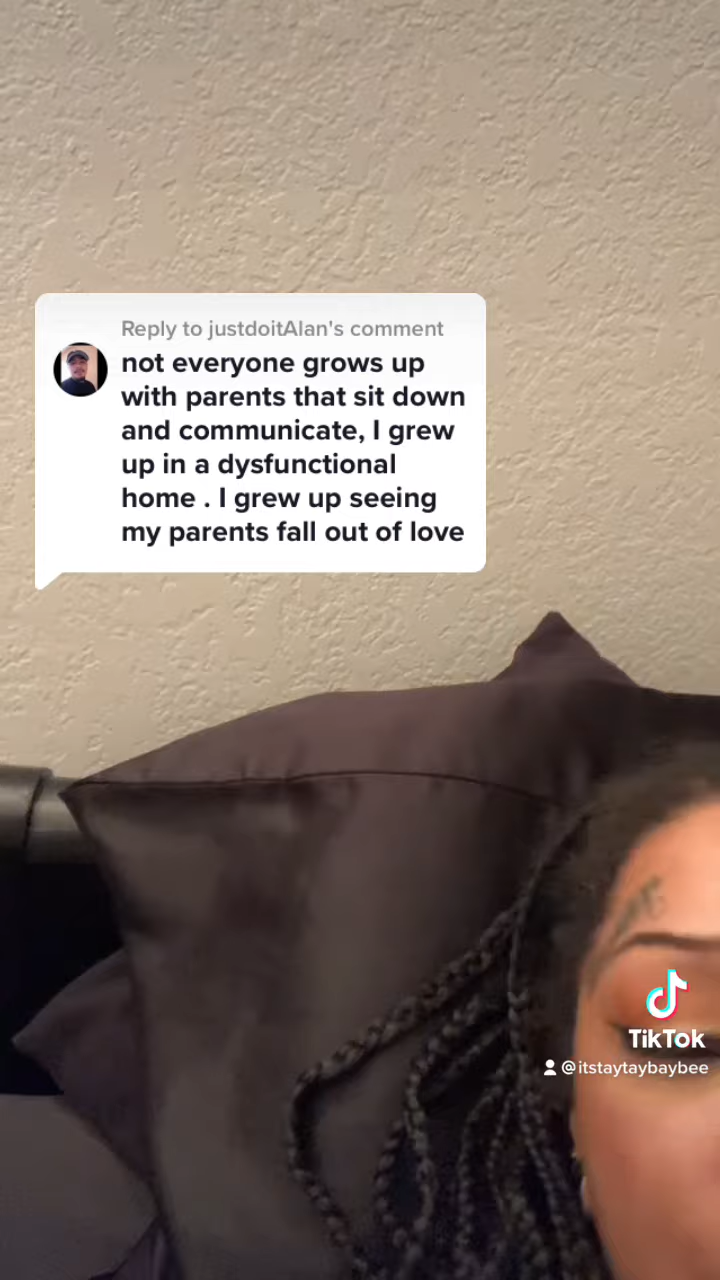 Reply to justdoitAlan's comment
not everyone grows up
with parents that sit down
and communicate, I grew
up in a dysfunctional
home . I grew up seeing
my parents fall out of love
TikTok
@itstaytaybaybee